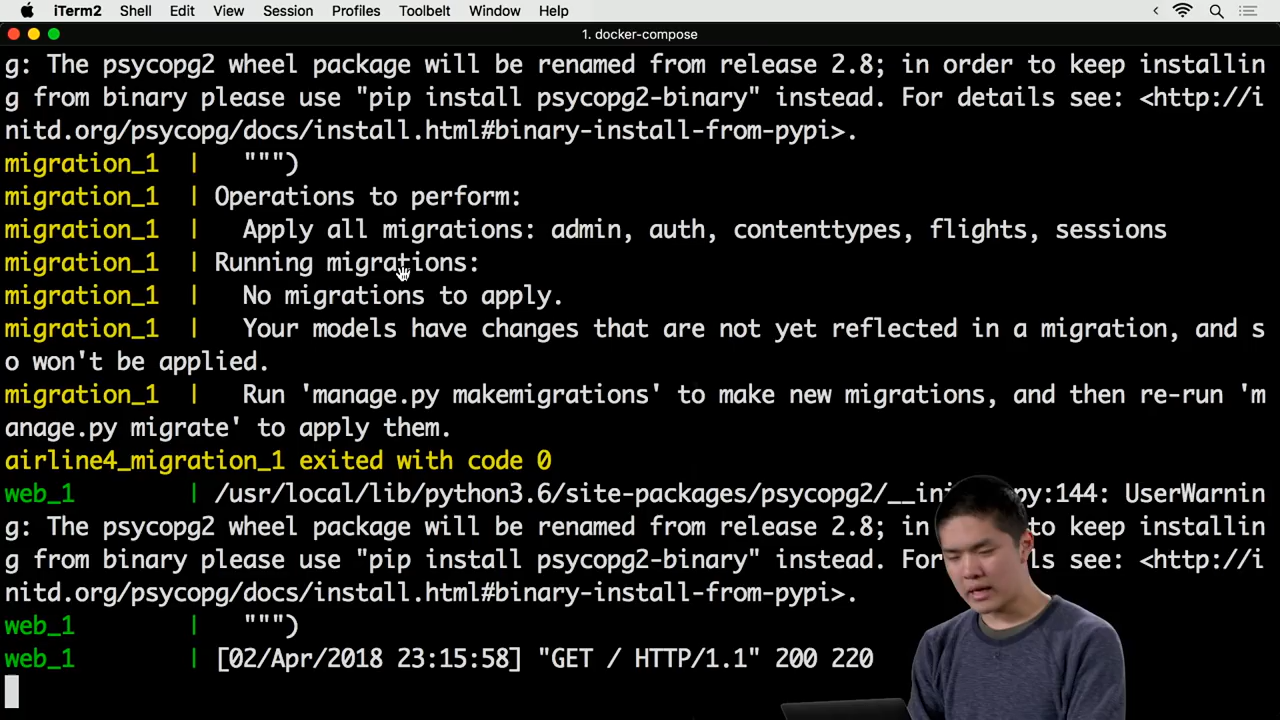 iTerm2 Shell Edit View Session Profiles Toolbelt Window Help
1. docker-compose
g: The psycopg2 wheel package will be renamed from release 2.8; in order to keep installin
g from binary please use "pip install psycopg2-binary" instead. For details see: <http://i
nitd.org/psycopg/docs/install.html#binary-install-from-pypi>.
migration_1 | """)
migration_1 | Operations to perform:
migration_1 | Apply all migrations: admin, auth, contenttypes, flights, sessions
migration_1 | Running migrations:
migration_1 | No migrations to apply.
migration_1 | Your models have changes that are not yet reflected in a migration, and s
o won't be applied.
migration_1 | Run 'manage.py makemigrations' to make new migrations, and then re-run 'm
anage.py migrate' to apply them.
airline4_migration_1 exited with code 0
web_1 | /usr/local/lib/python3.6/site-packages/psycopg2/__ini py:144: UserWarnin
g: The psycopg2 wheel package will be renamed from release 2.8; in to keep installin
g from binary please use "pip install psycopg2-binary" instead. For details see: <http://i
nitd.org/psycopg/docs/install.html#binary-install-from-pypi>.
web_1 | """)
web_1 | [02/Apr/2018 23:15:58] "GET / HTTP/1.1" 200 220